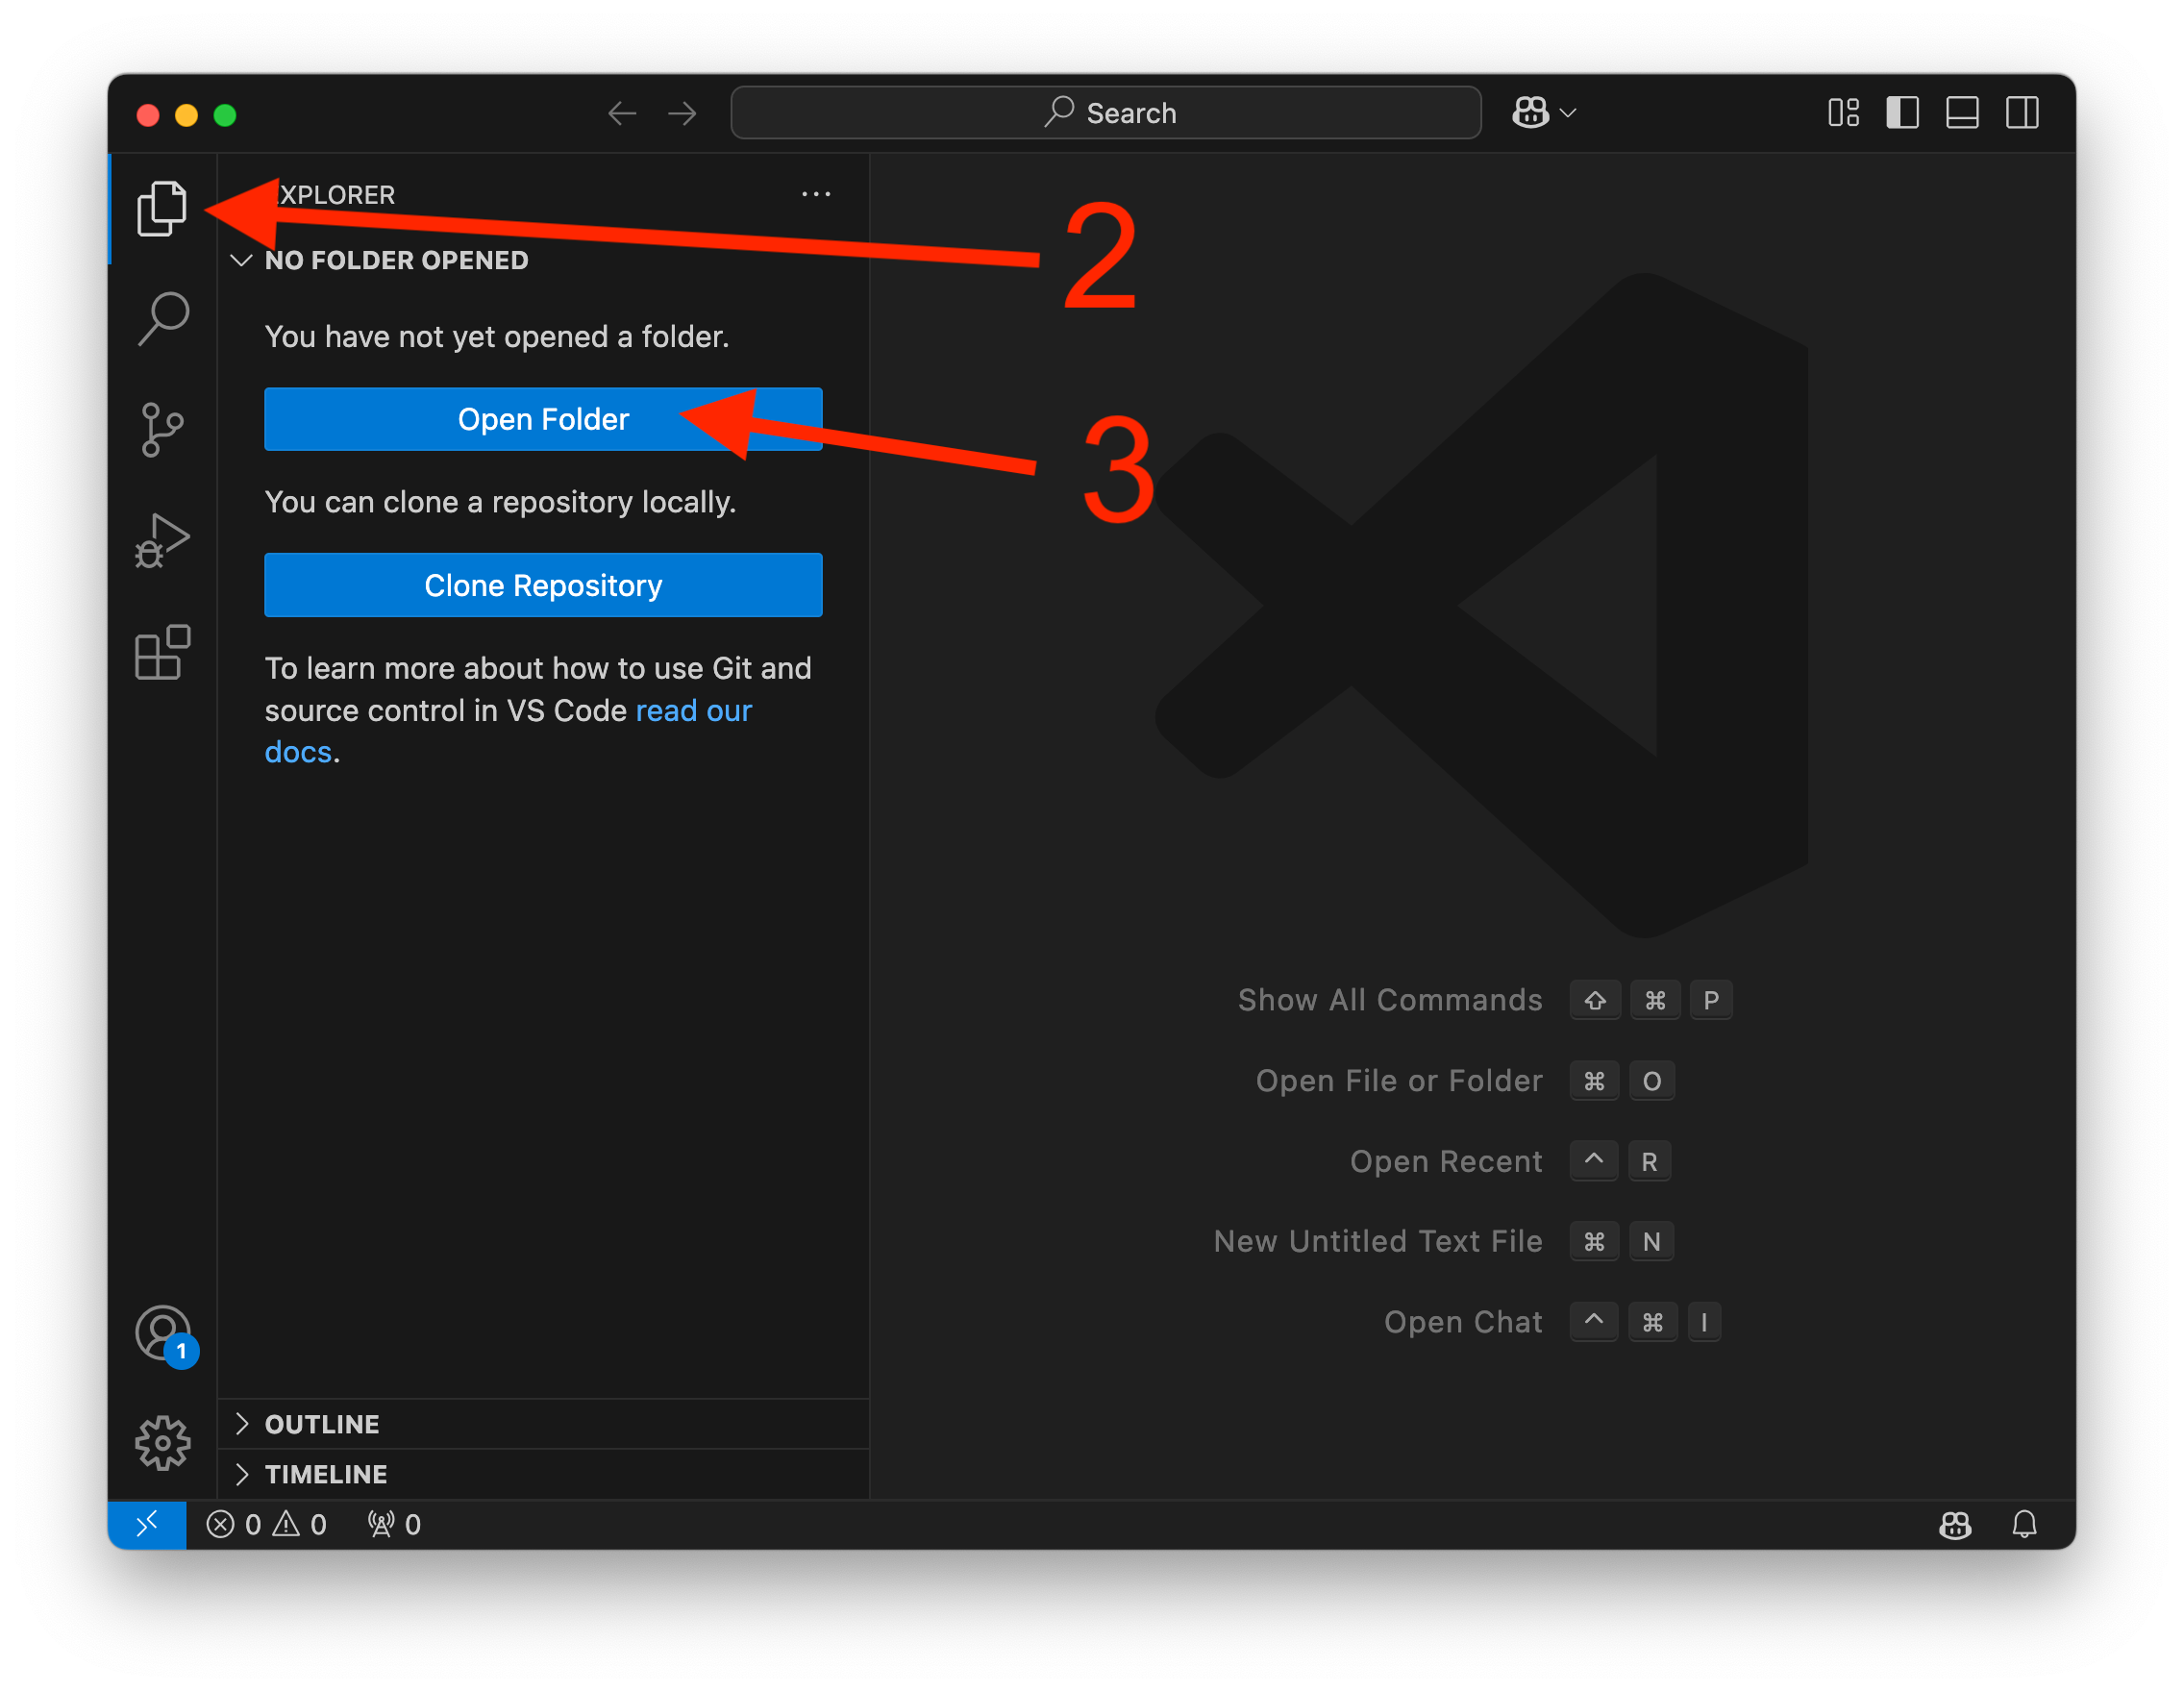 Search
EXPLORER
2
NO FOLDER OPENED
You have not yet opened a folder.
Open Folder
3
You can clone a repository locally.
Clone Repository
To learn more about how to use Git and
source control in VS Code read our
docs.
Show All Commands ⇧ ⌘ P
Open File or Folder ⌘ O
Open Recent ^ R
New Untitled Text File ⌘ N
Open Chat ^ ⌘ I
1
OUTLINE
TIMELINE
0 0 0